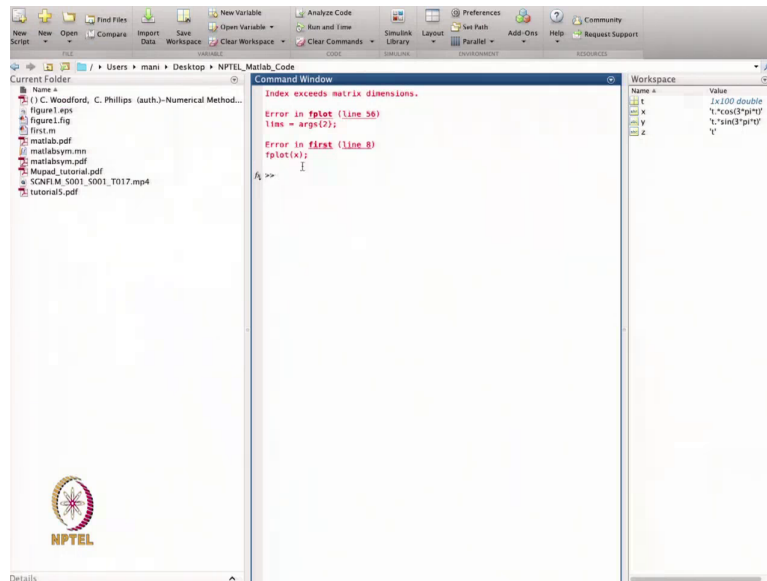 New Script
New
Open
Find Files
Compare
Import Data
Save Workspace
New Variable
Open Variable
Clear Workspace
Analyze Code
Run and Time
Clear Commands
Simulink Library
Layout
Preferences
Set Path
Parallel
Add-Ons
Help
Community
Request Support
FILE
VARIABLE
CODE
SIMULINK
ENVIRONMENT
RESOURCES
/ Users mani Desktop NPTEL_Matlab_Code
Current Folder
Name
() C. Woodford, C. Phillips (auth.)-Numerical Method...
figure1.eps
figure1.fig
first.m
matlab.pdf
matlabsym.mn
matlabsym.pdf
Mupad_tutorial.pdf
SGNFLM_S001_S001_T017.mp4
tutorial5.pdf
Details
Command Window
Index exceeds matrix dimensions.
Error in fplot (line 56)
lims = args{2};
Error in first (line 8)
fplot(x);
fx >>
Workspace
Name Value
t 1x100 double
x 't.*cos(3*pi*t)'
y 't.*sin(3*pi*t)'
z 't'
NPTEL